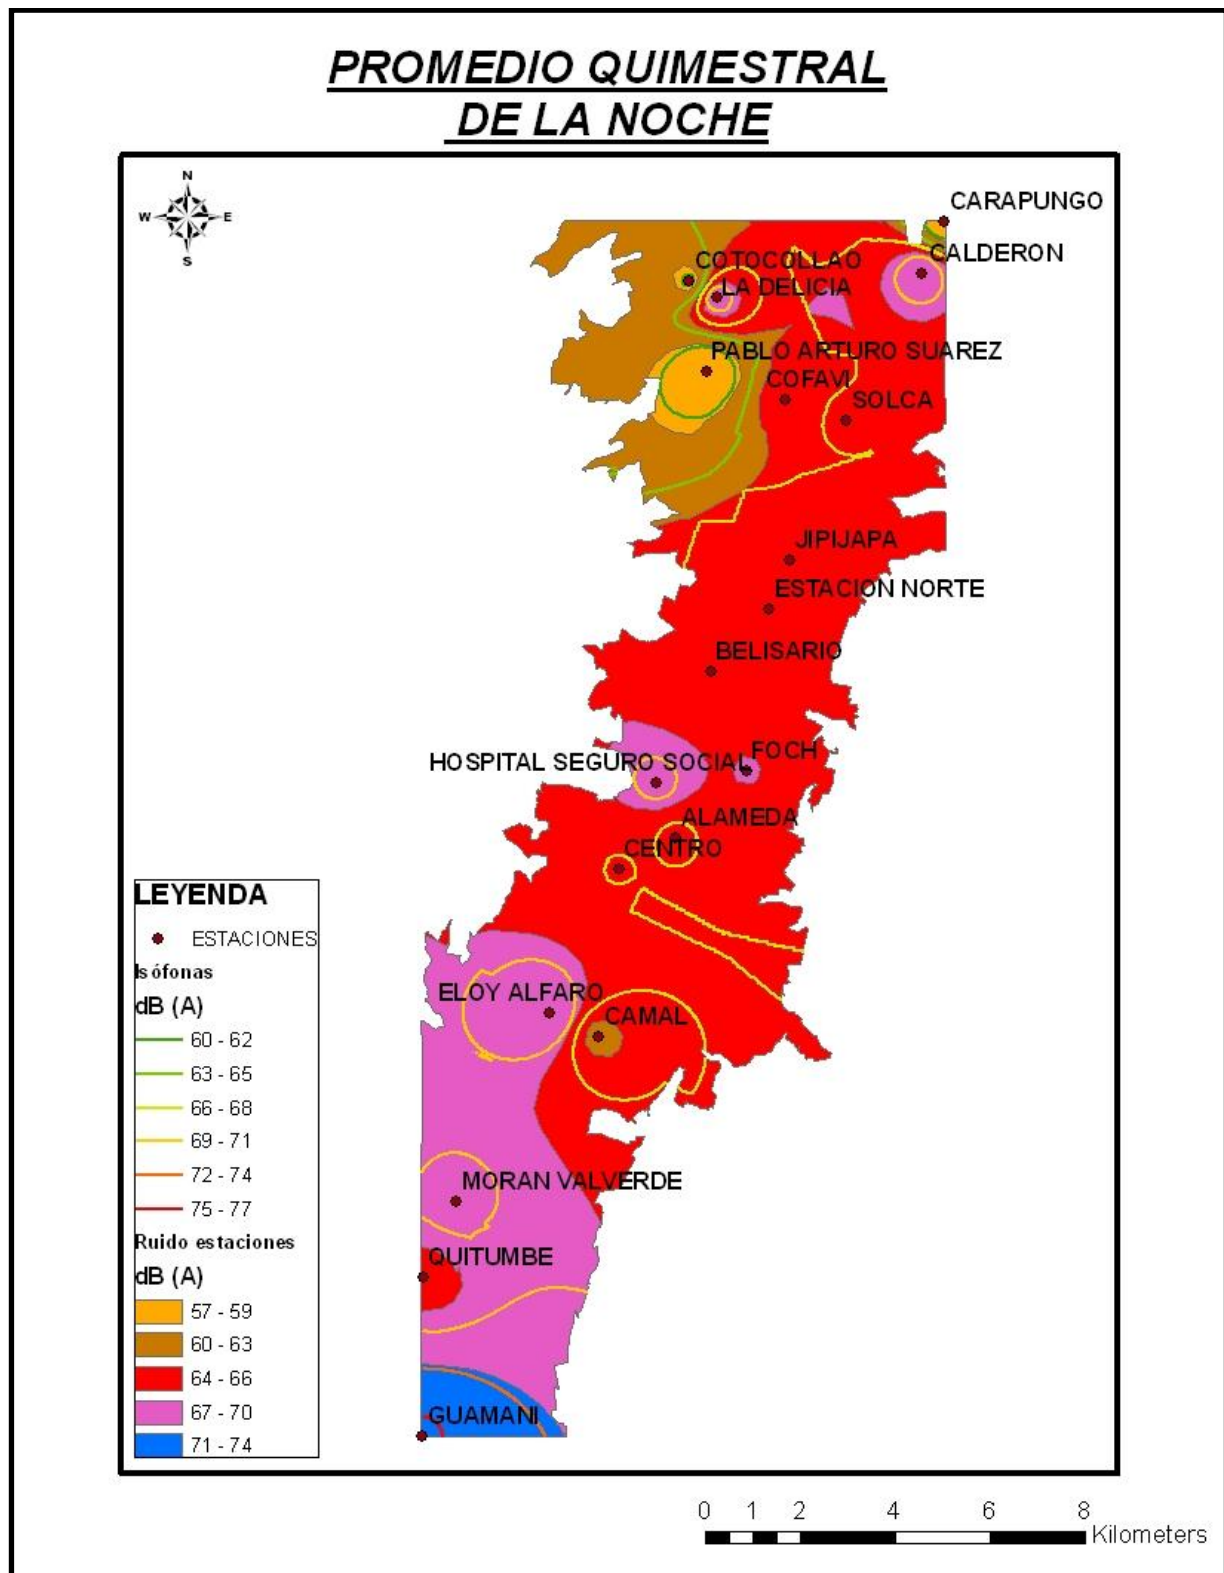 PROMEDIO QUIMESTRAL
DE LA NOCHE
N
W E
S
CARAPUNGO
CALDERON
COTOCOLLAO
LA DELICIA
PABLO ARTURO SUAREZ
COFAVI
SOLCA
JIPIJAPA
ESTACION NORTE
BELISARIO
FOCH
HOSPITAL SEGURO SOCIAL
ALAMEDA
CENTRO
ELOY ALFARO
CAMAL
MORAN VALVERDE
QUITUMBE
GUAMANI
LEYENDA
ESTACIONES
Isófonas
dB (A)
60 - 62
63 - 65
66 - 68
69 - 71
72 - 74
75 - 77
Ruido estaciones
dB (A)
57 - 59
60 - 63
64 - 66
67 - 70
71 - 74
0 1 2 4 6 8
Kilometers